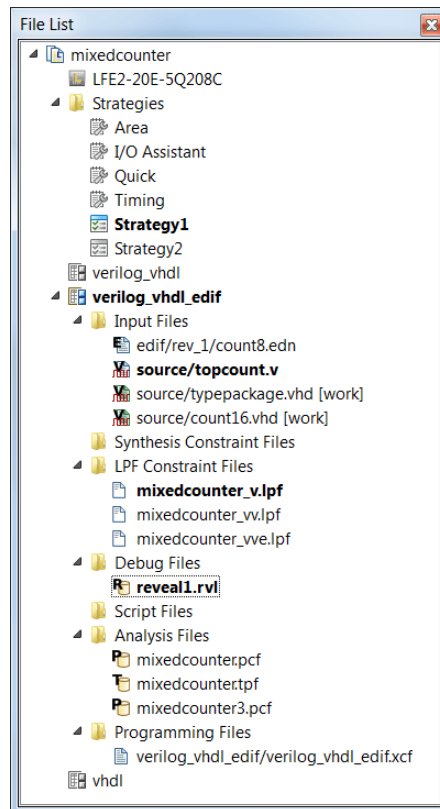 File List
mixedcounter
LFE2-20E-5Q208C
Strategies
Area
I/O Assistant
Quick
Timing
Strategy1
Strategy2
verilog_vhdl
verilog_vhdl_edif
Input Files
edif/rev_1/count8.edn
source/topcount.v
source/typepackage.vhd [work]
source/count16.vhd [work]
Synthesis Constraint Files
LPF Constraint Files
mixedcounter_v.lpf
mixedcounter_vv.lpf
mixedcounter_vve.lpf
Debug Files
reveal1.rvl
Script Files
Analysis Files
mixedcounter.pcf
mixedcounter.tpf
mixedcounter3.pcf
Programming Files
verilog_vhdl_edif/verilog_vhdl_edif.xcf
vhdl